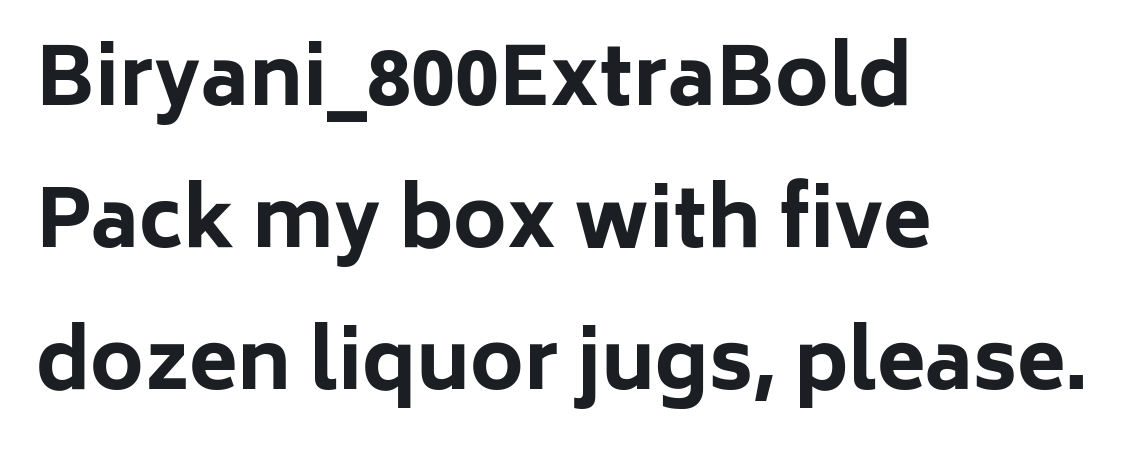 Biryani_800ExtraBold
Pack my box with five
dozen liquor jugs, please.